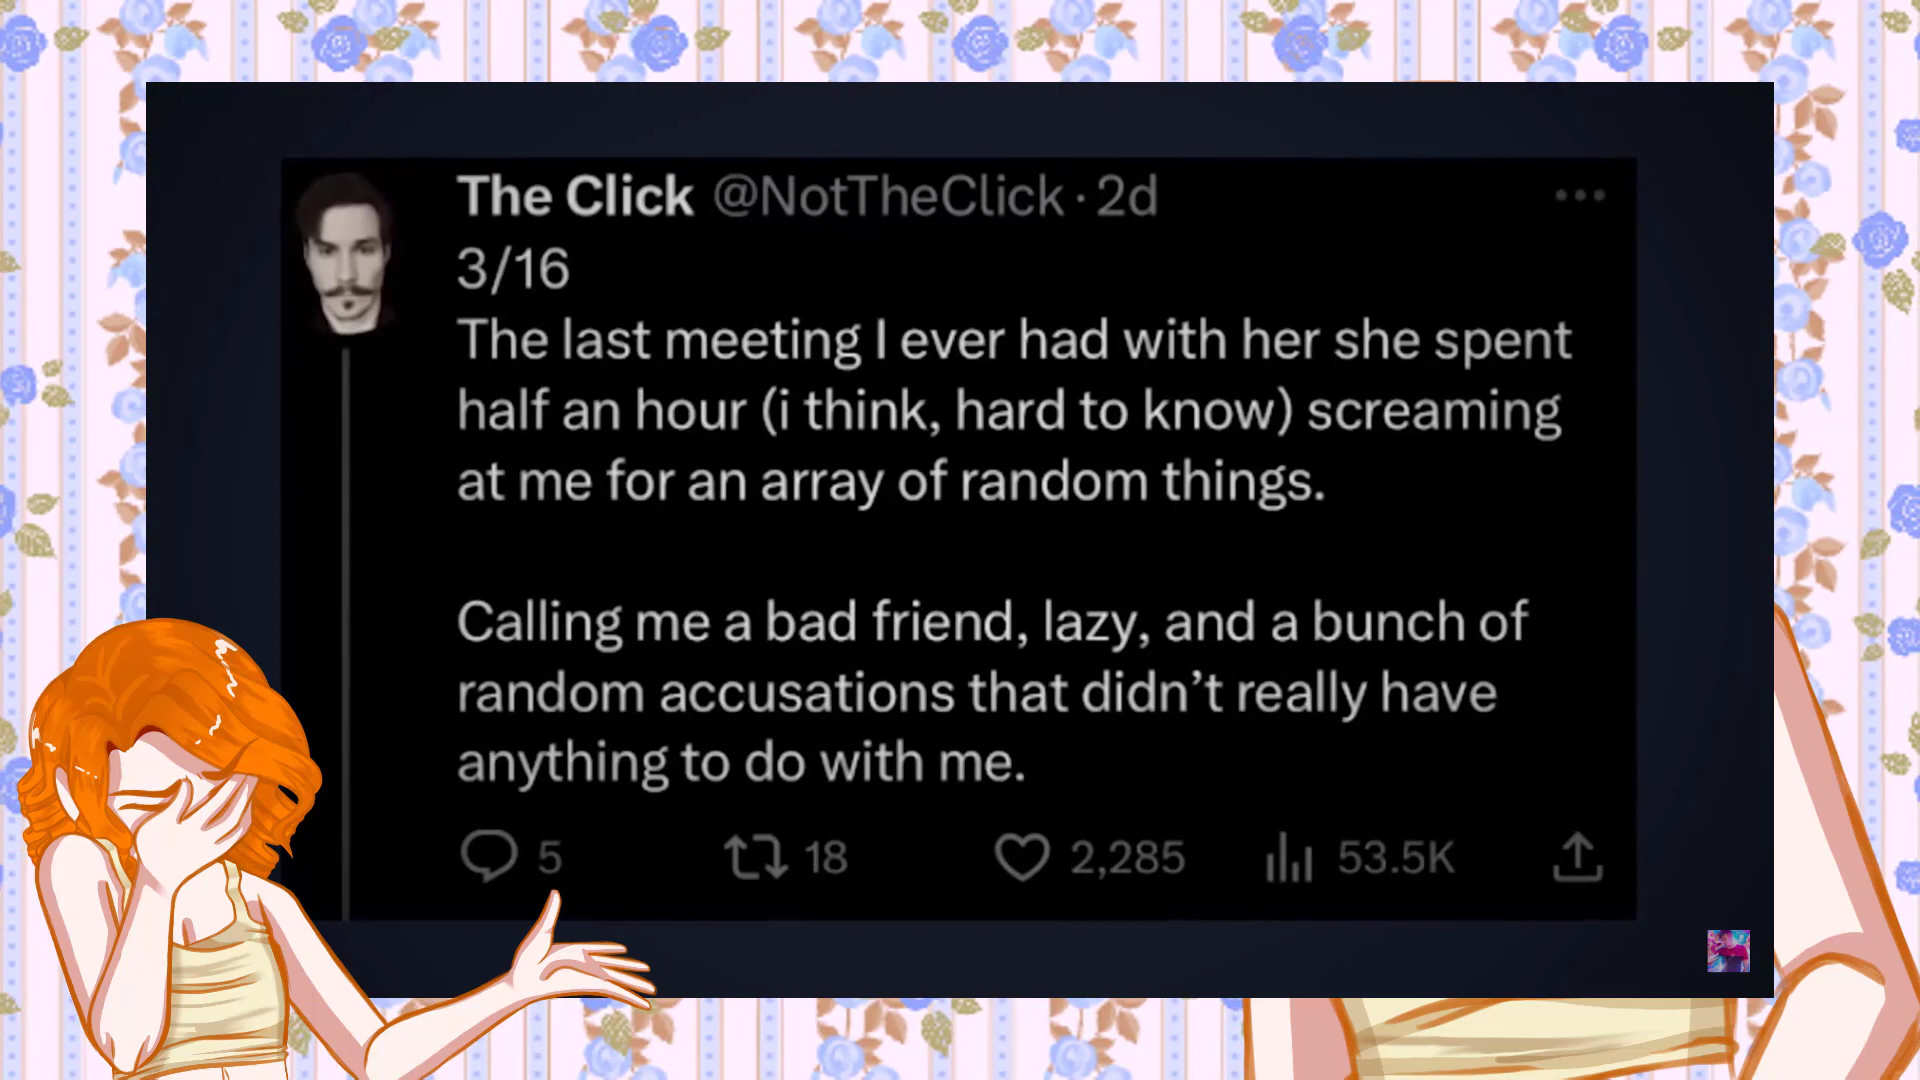 The Click @NotTheClick · 2d
3/16
The last meeting I ever had with her she spent
half an hour (i think, hard to know) screaming
at me for an array of random things.
Calling me a bad friend, lazy, and a bunch of
random accusations that didn’t really have
anything to do with me.
5 18 2,285 53.5K